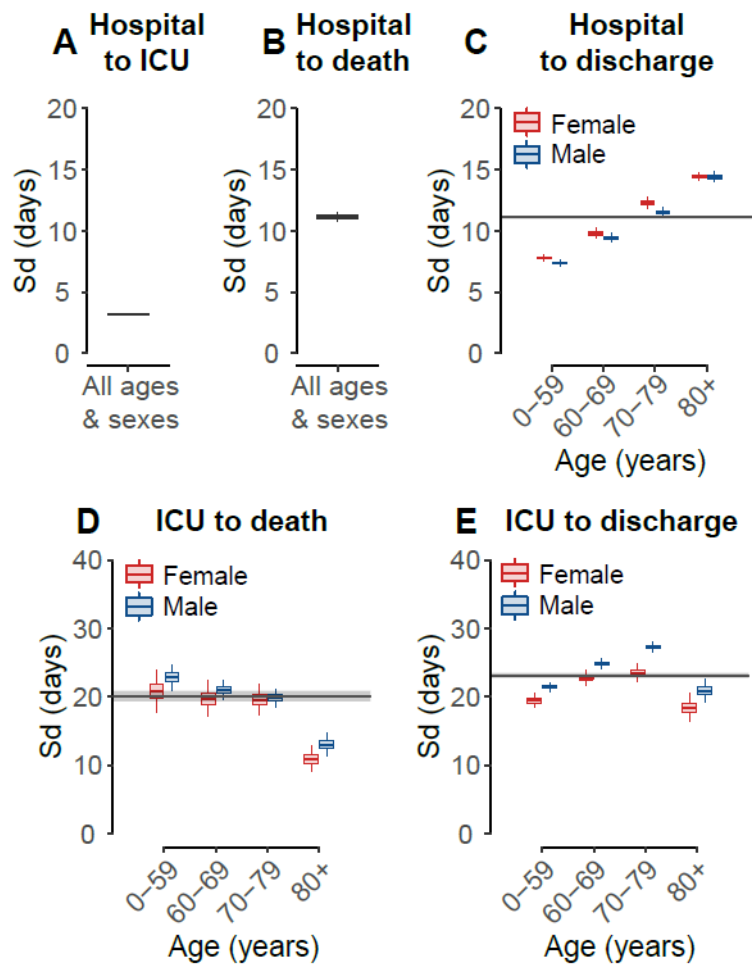 A Hospital to ICU
Sd (days)
20
15
10
5
0
All ages
& sexes
B Hospital to death
Sd (days)
20
15
10
5
0
All ages
& sexes
C Hospital to discharge
Female
Male
Sd (days)
20
15
10
5
0
0–59
60–69
70–79
80+
Age (years)
D ICU to death
Female
Male
Sd (days)
40
30
20
10
0
0–59
60–69
70–79
80+
Age (years)
E ICU to discharge
Female
Male
Sd (days)
40
30
20
10
0
0–59
60–69
70–79
80+
Age (years)